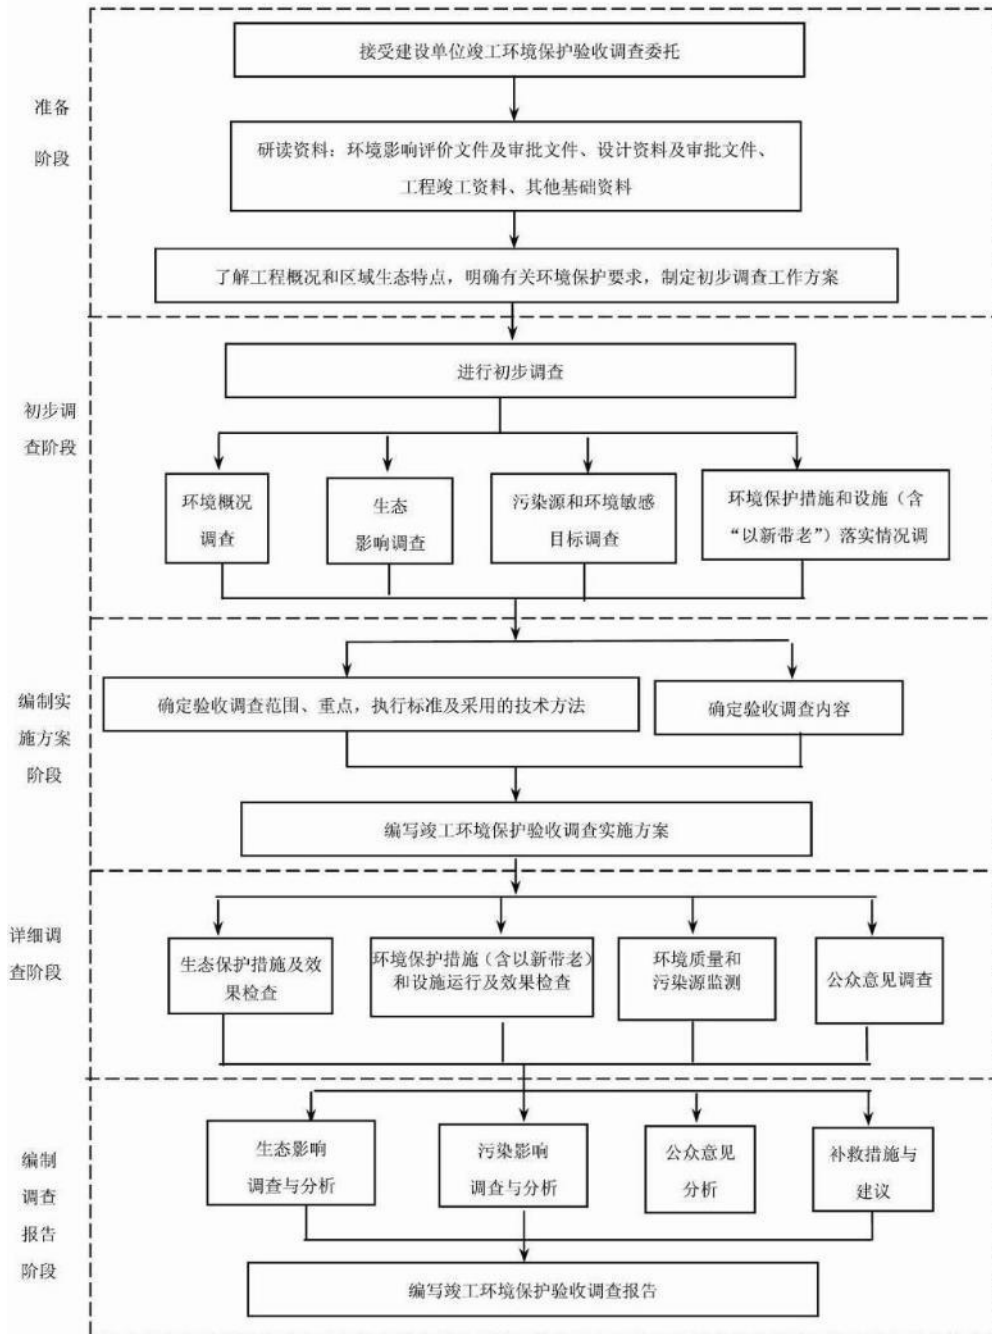 接受建设单位竣工环境保护验收调查委托
准备
阶段
研读资料：环境影响评价文件及审批文件、设计资料及审批文件、
工程竣工资料、其他基础资料
了解工程概况和区域生态特点，明确有关环境保护要求，制定初步调查工作方案
进行初步调查
初步调
查阶段
环境概况
调查
生态
影响调查
污染源和环境敏感
目标调查
环境保护措施和设施（含
“以新带老”）落实情况调
编制实
施方案
阶段
确定验收调查范围、重点，执行标准及采用的技术方法
确定验收调查内容
编写竣工环境保护验收调查实施方案
详细调
查阶段
生态保护措施及效
果检查
环境保护措施（含以新带老）
和设施运行及效果检查
环境质量和
污染源监测
公众意见调查
编制
调查
报告
阶段
生态影响
调查与分析
污染影响
调查与分析
公众意见
分析
补救措施与
建议
编写竣工环境保护验收调查报告